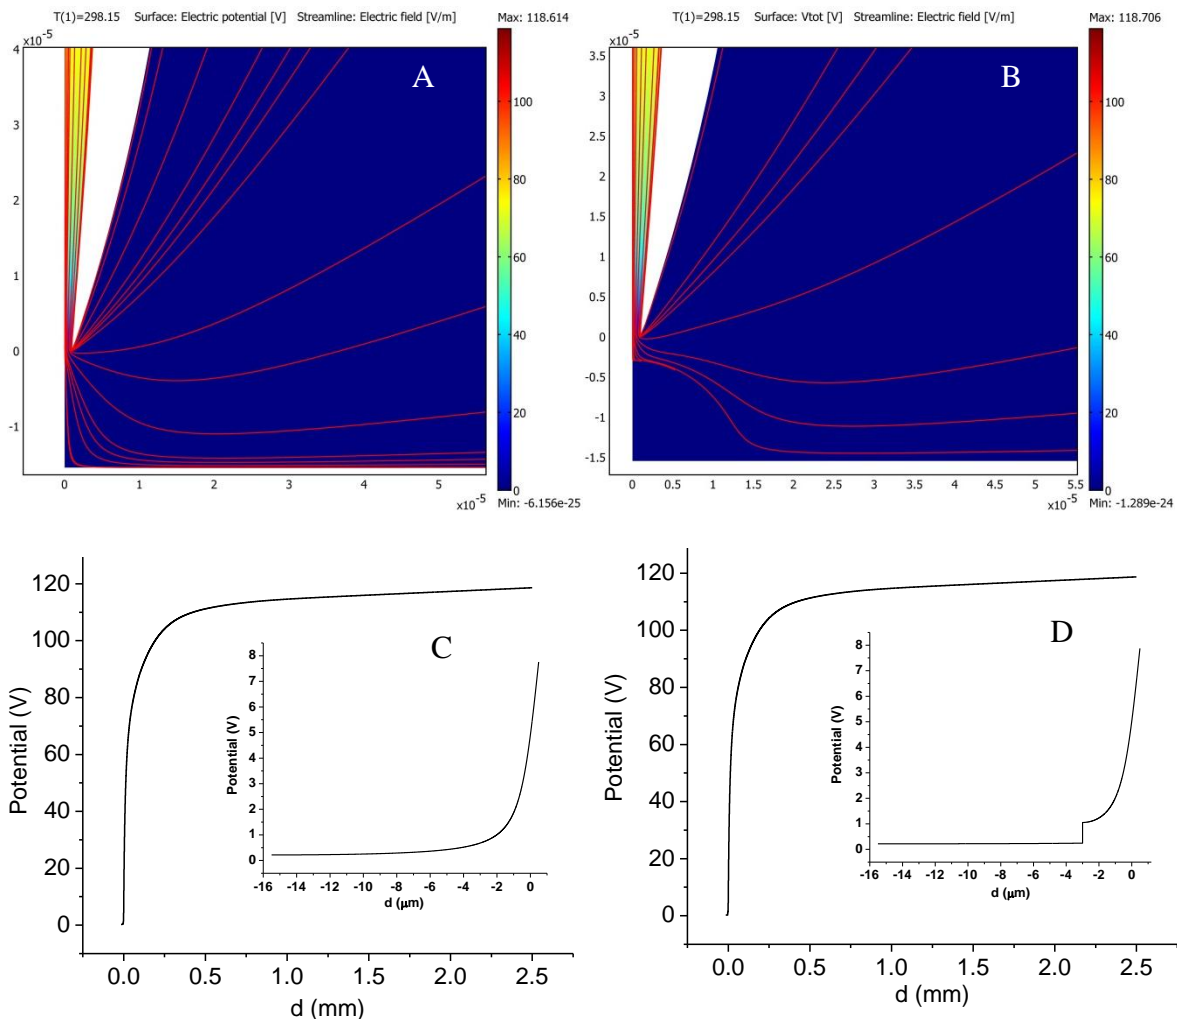 T(1)=298.15 Surface: Electric potential [V] Streamline: Electric field [V/m] Max: 118.614
x10⁻⁵
4
3
2
1
0
-1
A
0 1 2 3 4 5
x10⁻⁵
100
80
60
40
20
0
Min: -6.156e-25
T(1)=298.15 Surface: Vtot [V] Streamline: Electric field [V/m] Max: 118.706
x10⁻⁵
3.5
3
2.5
2
1.5
1
0.5
0
-0.5
-1
-1.5
B
0 0.5 1 1.5 2 2.5 3 3.5 4 4.5 5 5.5
x10⁻⁵
100
80
60
40
20
0
Min: -1.289e-24
Potential (V)
120
100
80
60
40
20
0
0.0 0.5 1.0 1.5 2.0 2.5
d (mm)
C
Potential (V)
8
7
6
5
4
3
2
1
0
-16 -14 -12 -10 -8 -6 -4 -2 0
d (μm)
Potential (V)
120
100
80
60
40
20
0
0.0 0.5 1.0 1.5 2.0 2.5
d (mm)
D
Potential (V)
8
7
6
5
4
3
2
1
0
-16 -14 -12 -10 -8 -6 -4 -2 0
d (μm)